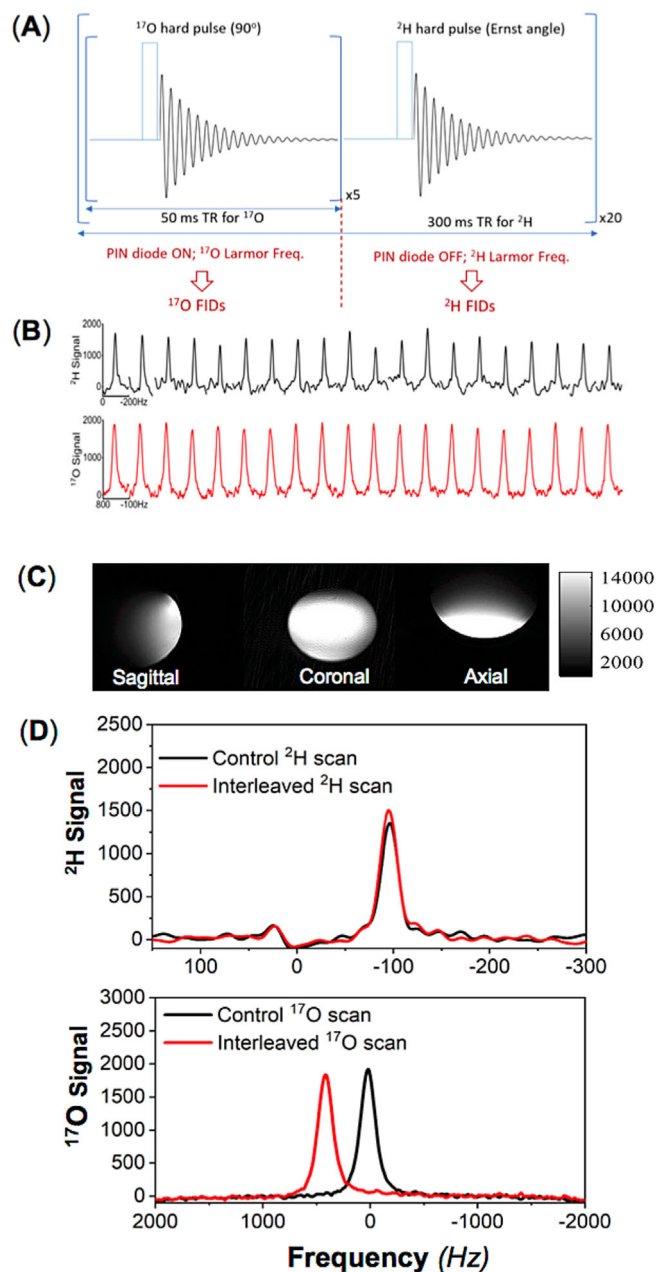 (A)
¹⁷O hard pulse (90⁰)
²H hard pulse (Ernst angle)
x5
50 ms TR for ¹⁷O
300 ms TR for ²H
x20
PIN diode ON; ¹⁷O Larmor Freq.
PIN diode OFF; ²H Larmor Freq.
¹⁷O FIDs
²H FIDs
(B)
2000
1000
0
²H Signal
0
-200Hz
2000
1000
0
¹⁷O Signal
800
-100Hz
(C)
Sagittal
Coronal
Axial
14000
10000
6000
2000
(D)
2500
2000
1500
1000
500
0
²H Signal
Control ²H scan
Interleaved ²H scan
100 0 -100 -200 -300
3000
2500
2000
1500
1000
500
0
¹⁷O Signal
Control ¹⁷O scan
Interleaved ¹⁷O scan
2000 1000 0 -1000 -2000
Frequency (Hz)